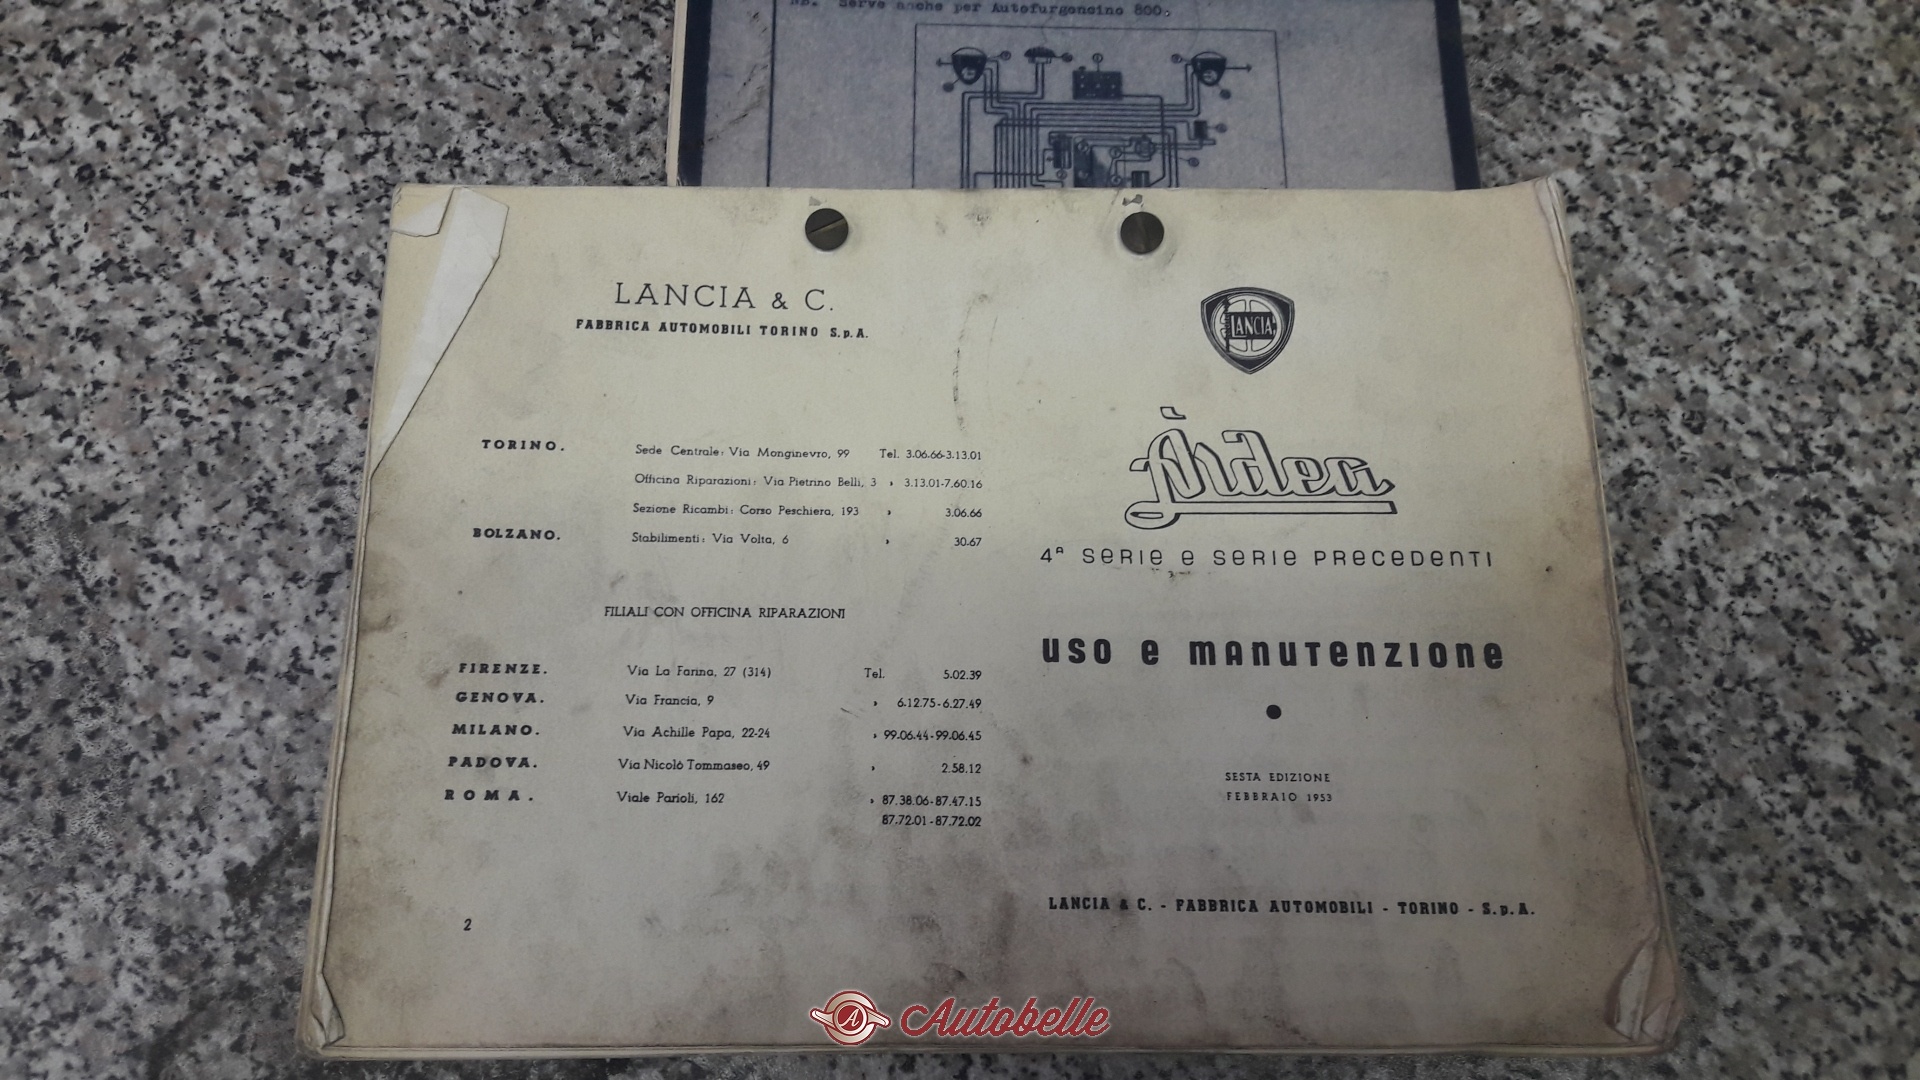 NB. Serve anche per Autofurgoncino 800.
LANCIA & C.
FABBRICA AUTOMOBILI TORINO S.p.A.
TORINO. Sede Centrale: Via Monginevro, 99 Tel. 3.06.66-3.13.01
Officina Riparazioni: Via Pietrino Belli, 3 » 3.13.01-7.60.16
Sezione Ricambi: Corso Peschiera, 193 » 3.06.66
BOLZANO. Stabilimenti: Via Volta, 6 » 30.67
FILIALI CON OFFICINA RIPARAZIONI
FIRENZE. Via La Farina, 27 (314) Tel. 5.02.39
GENOVA. Via Francia, 9 » 6.12.75-6.27.49
MILANO. Via Achille Papa, 22-24 » 99.06.44-99.06.45
PADOVA. Via Nicolò Tommaseo, 49 » 2.58.12
ROMA. Viale Parioli, 162 » 87.38.06-87.47.15
87.72.01-87.72.02
2
LANCIA
Àrdea
4ª SERIE E SERIE PRECEDENTI
USO E MANUTENZIONE
SESTA EDIZIONE
FEBBRAIO 1953
LANCIA & C. - FABBRICA AUTOMOBILI - TORINO - S.p.A.
A Autobelle